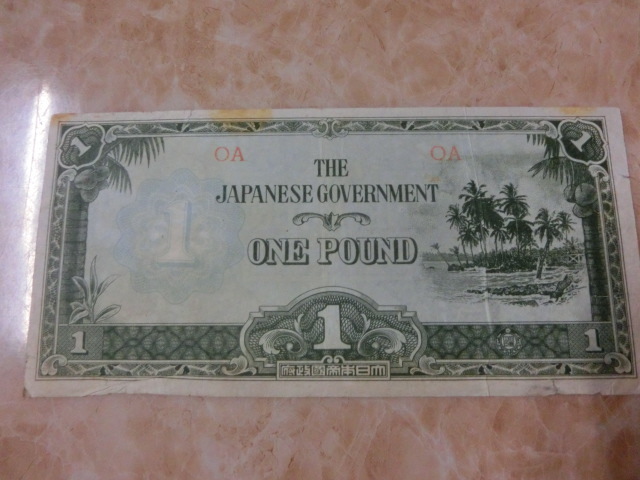 1 1
OA OA
THE
JAPANESE GOVERNMENT
1
ONE POUND
1 1 1
府政國帝本日大